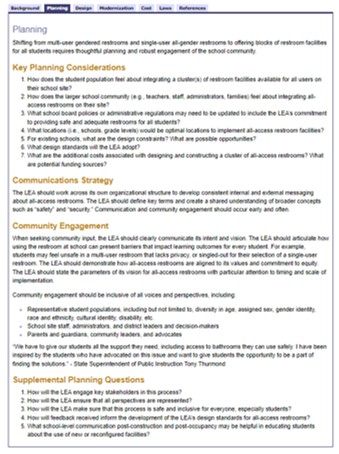 Background Planning Design Modernization Cost Laws References
Planning
Shifting from multi-user gendered restrooms and single-user all-gender restrooms to offering blocks of restroom facilities
for all students requires thoughtful planning and robust engagement of the school community.
Key Planning Considerations
1. How does the student population feel about integrating a cluster(s) of restroom facilities available for all users on
their school site?
2. How does the larger school community (e.g., teachers, staff, administrators, families) feel about integrating all-
access restrooms on their site?
3. What school board policies or administrative regulations may need to be updated to include the LEA's commitment
to providing safe and adequate restrooms for all students?
4. What locations (i.e., schools, grade levels) would be optimal locations to implement all-access restroom facilities?
5. For existing schools, what are the design constraints? What are possible opportunities?
6. What design standards will the LEA adopt?
7. What are the additional costs associated with designing and constructing a cluster of all-access restrooms? What
are potential funding sources?
Communications Strategy
The LEA should work across its own organizational structure to develop consistent internal and external messaging
about all-access restrooms. The LEA should define key terms and create a shared understanding of broader concepts
such as "safety" and "security." Communication and community engagement should occur early and often.
Community Engagement
When seeking community input, the LEA should clearly communicate its intent and vision. The LEA should articulate how
using the restroom at school can present barriers that impact learning outcomes for every student. For example,
students may feel unsafe in a multi-user restroom that lacks privacy, or singled-out for their selection of a single-user
restroom. The LEA should demonstrate how all-access restrooms are aligned to its values and commitment to equity.
The LEA should state the parameters of its vision for all-access restrooms with particular attention to timing and scale of
implementation.
Community engagement should be inclusive of all voices and perspectives, including:
Representative student populations, including but not limited to, diversity in age, assigned sex, gender identity,
race and ethnicity, cultural identity, disability, etc.
School site staff, administrators, and district leaders and decision-makers
Parents and guardians, community leaders, and advocates
"We have to give our students all the support they need, including access to bathrooms they can use safely. I have been
inspired by the students who have advocated on this issue and want to give students the opportunity to be a part of
finding the solutions." - State Superintendent of Public Instruction Tony Thurmond
Supplemental Planning Questions
1. How will the LEA engage key stakeholders in this process?
2. How will the LEA ensure that all perspectives are represented?
3. How will the LEA make sure that this process is safe and inclusive for everyone, especially students?
4. How will feedback received inform the development of the LEA's design standards for all-access restrooms?
5. What school-level communication post-construction and post-occupancy may be helpful in educating students
about the use of new or reconfigured facilities?